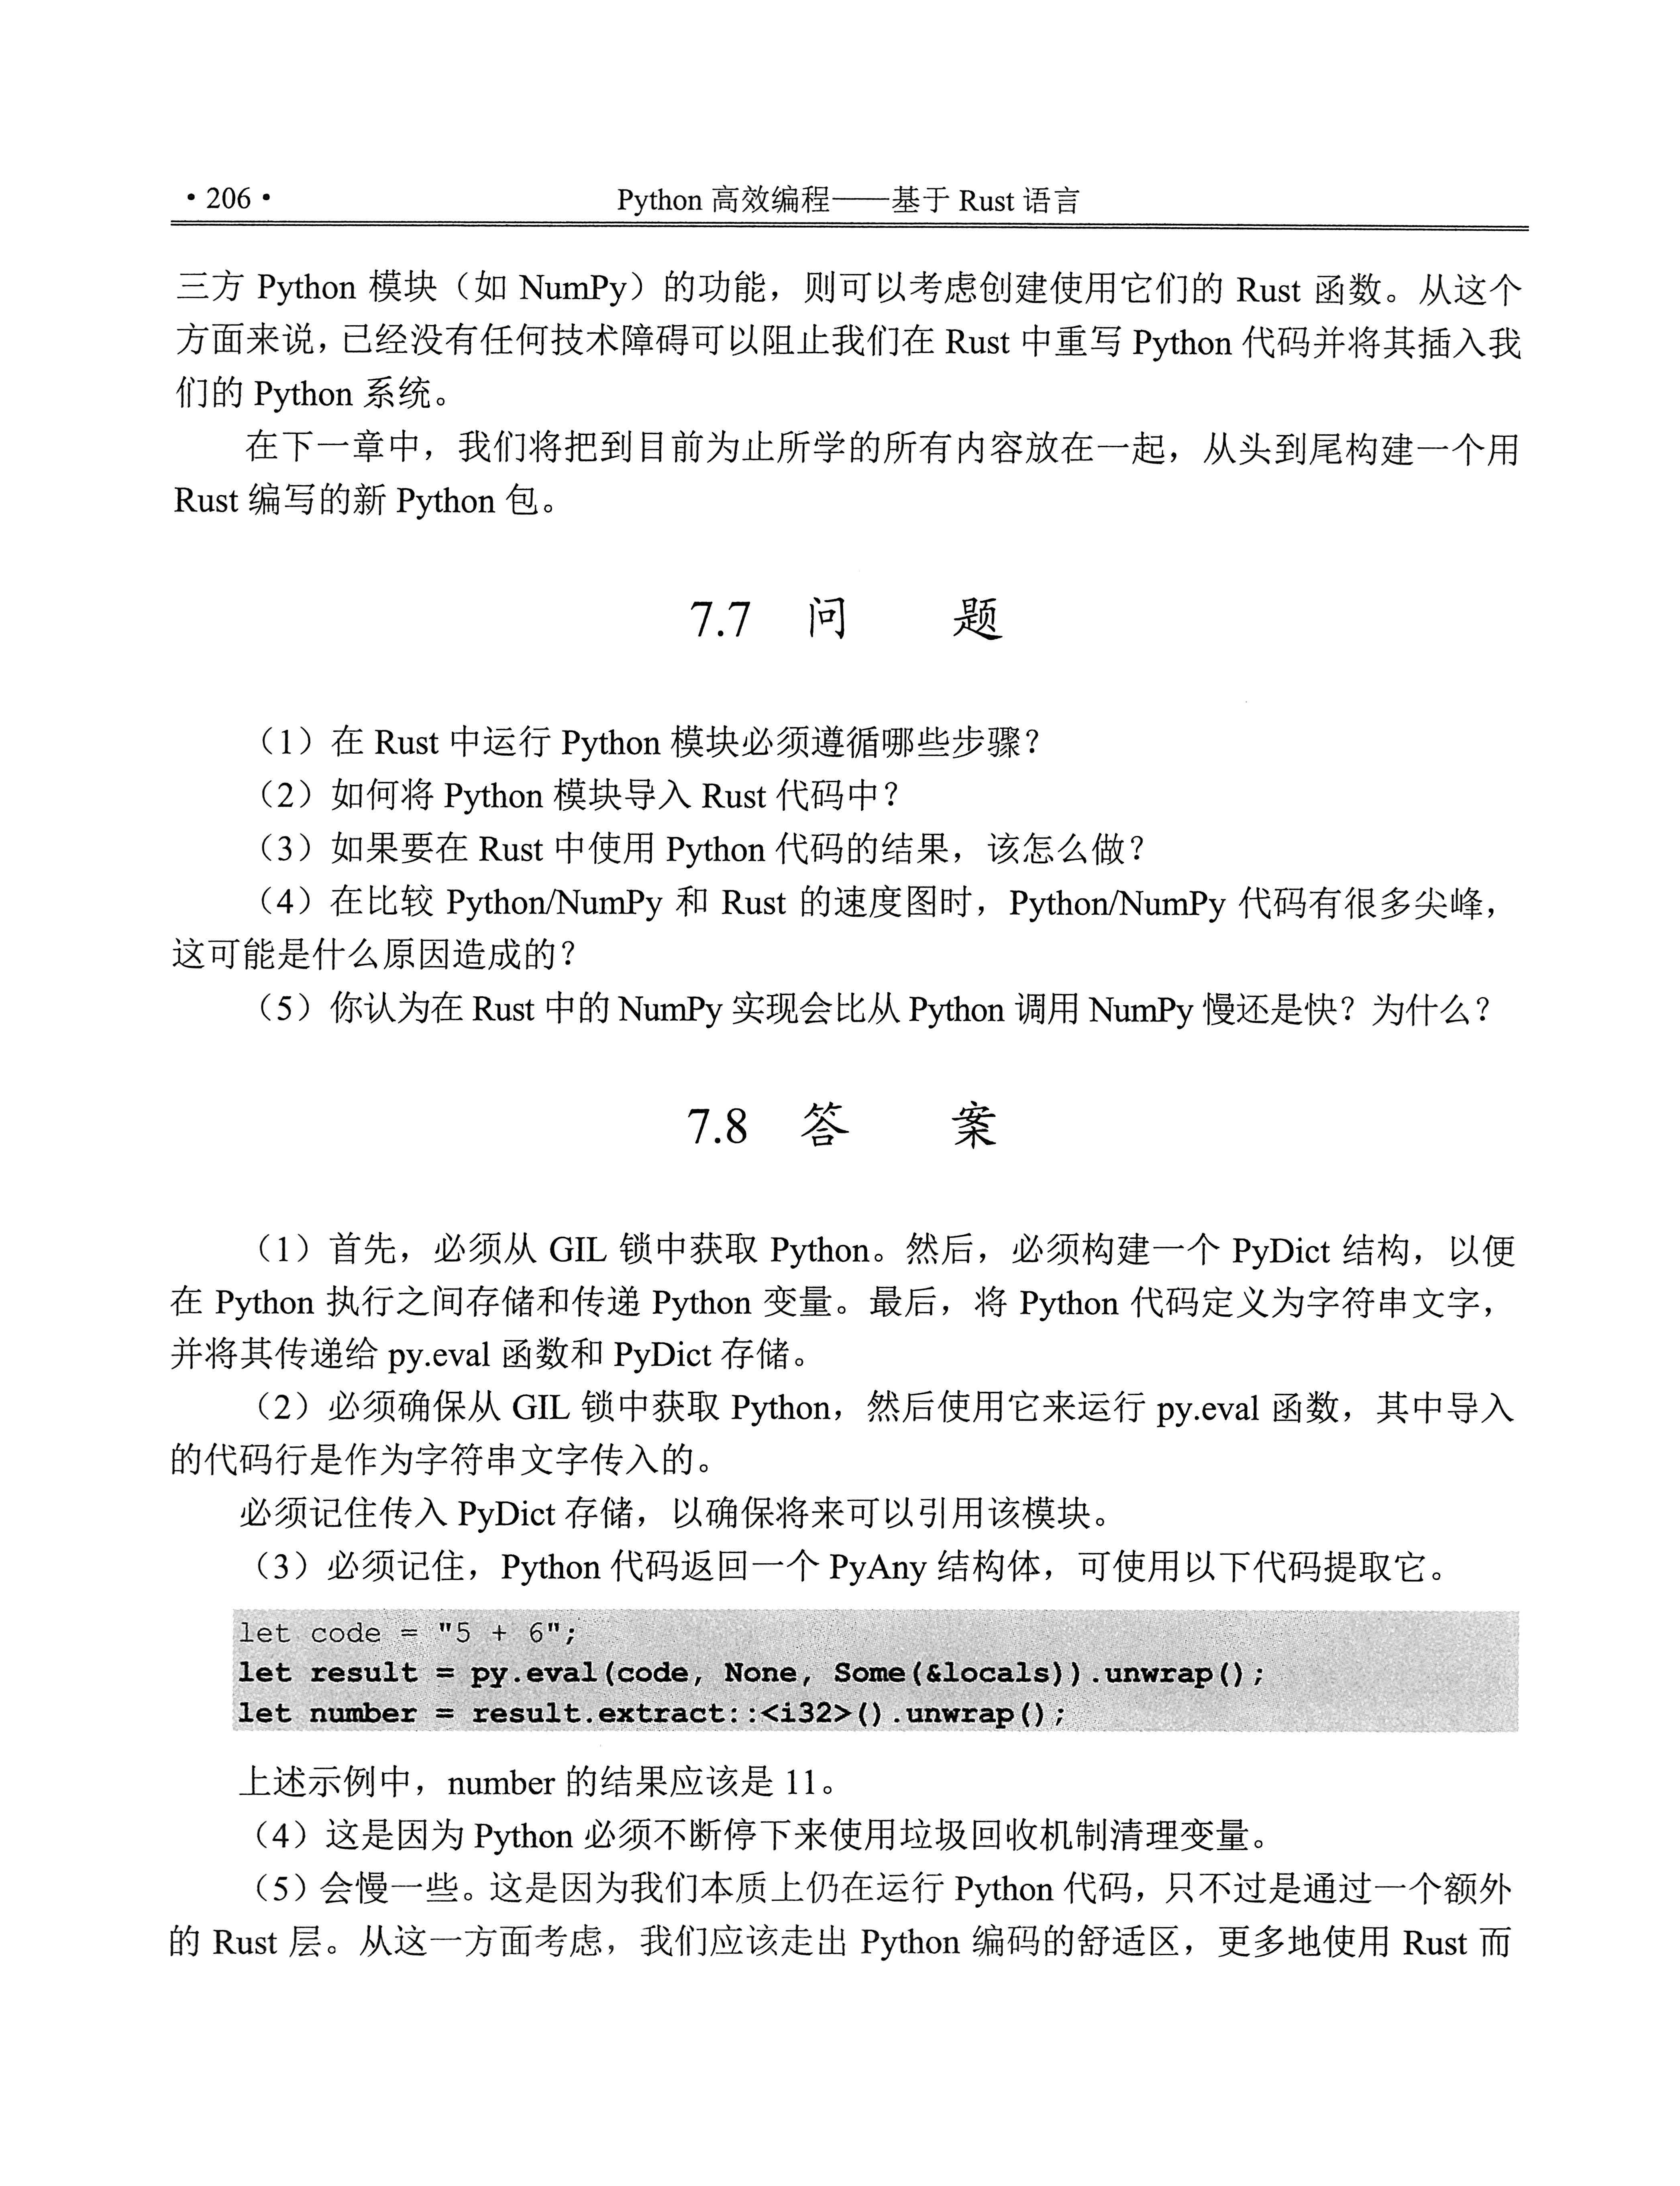 • 206 •
Python 高效编程——基于 Rust 语言
三方 Python 模块（如 NumPy）的功能，则可以考虑创建使用它们的 Rust 函数。从这个
方面来说，已经没有任何技术障碍可以阻止我们在 Rust 中重写 Python 代码并将其插入我
们的 Python 系统。
在下一章中，我们将把到目前为止所学的所有内容放在一起，从头到尾构建一个用
Rust 编写的新 Python 包。
7.7 问 题
（1）在 Rust 中运行 Python 模块必须遵循哪些步骤？
（2）如何将 Python 模块导入 Rust 代码中？
（3）如果要在 Rust 中使用 Python 代码的结果，该怎么做？
（4）在比较 Python/NumPy 和 Rust 的速度图时，Python/NumPy 代码有很多尖峰，
这可能是什么原因造成的？
（5）你认为在 Rust 中的 NumPy 实现会比从 Python 调用 NumPy 慢还是快？为什么？
7.8 答 案
（1）首先，必须从 GIL 锁中获取 Python。然后，必须构建一个 PyDict 结构，以便
在 Python 执行之间存储和传递 Python 变量。最后，将 Python 代码定义为字符串文字，
并将其传递给 py.eval 函数和 PyDict 存储。
（2）必须确保从 GIL 锁中获取 Python，然后使用它来运行 py.eval 函数，其中导入
的代码行是作为字符串文字传入的。
必须记住传入 PyDict 存储，以确保将来可以引用该模块。
（3）必须记住，Python 代码返回一个 PyAny 结构体，可使用以下代码提取它。
let code = "5 + 6";
let result = py.eval(code, None, Some(&locals)).unwrap();
let number = result.extract::<i32>().unwrap();
上述示例中，number 的结果应该是 11。
（4）这是因为 Python 必须不断停下来使用垃圾回收机制清理变量。
（5）会慢一些。这是因为我们本质上仍在运行 Python 代码，只不过是通过一个额外
的 Rust 层。从这一方面考虑，我们应该走出 Python 编码的舒适区，更多地使用 Rust 而